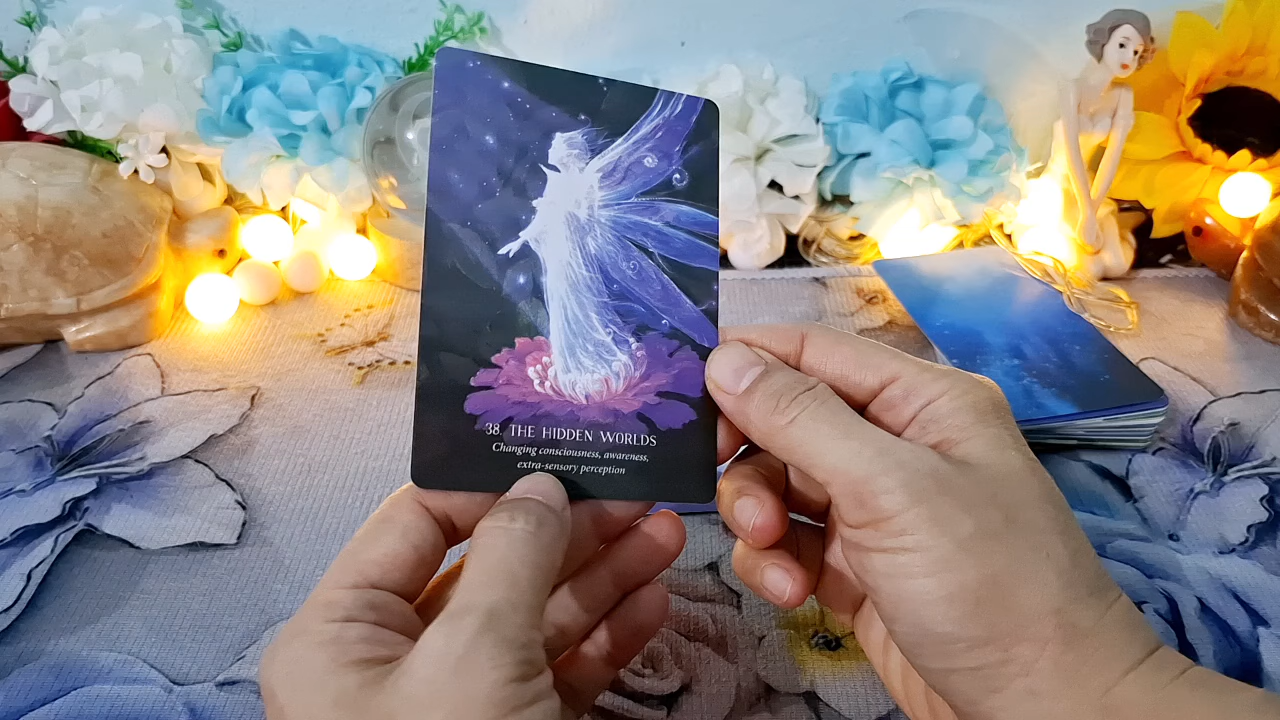 38. THE HIDDEN WORLDS
Changing consciousness, awareness,
extra-sensory perception